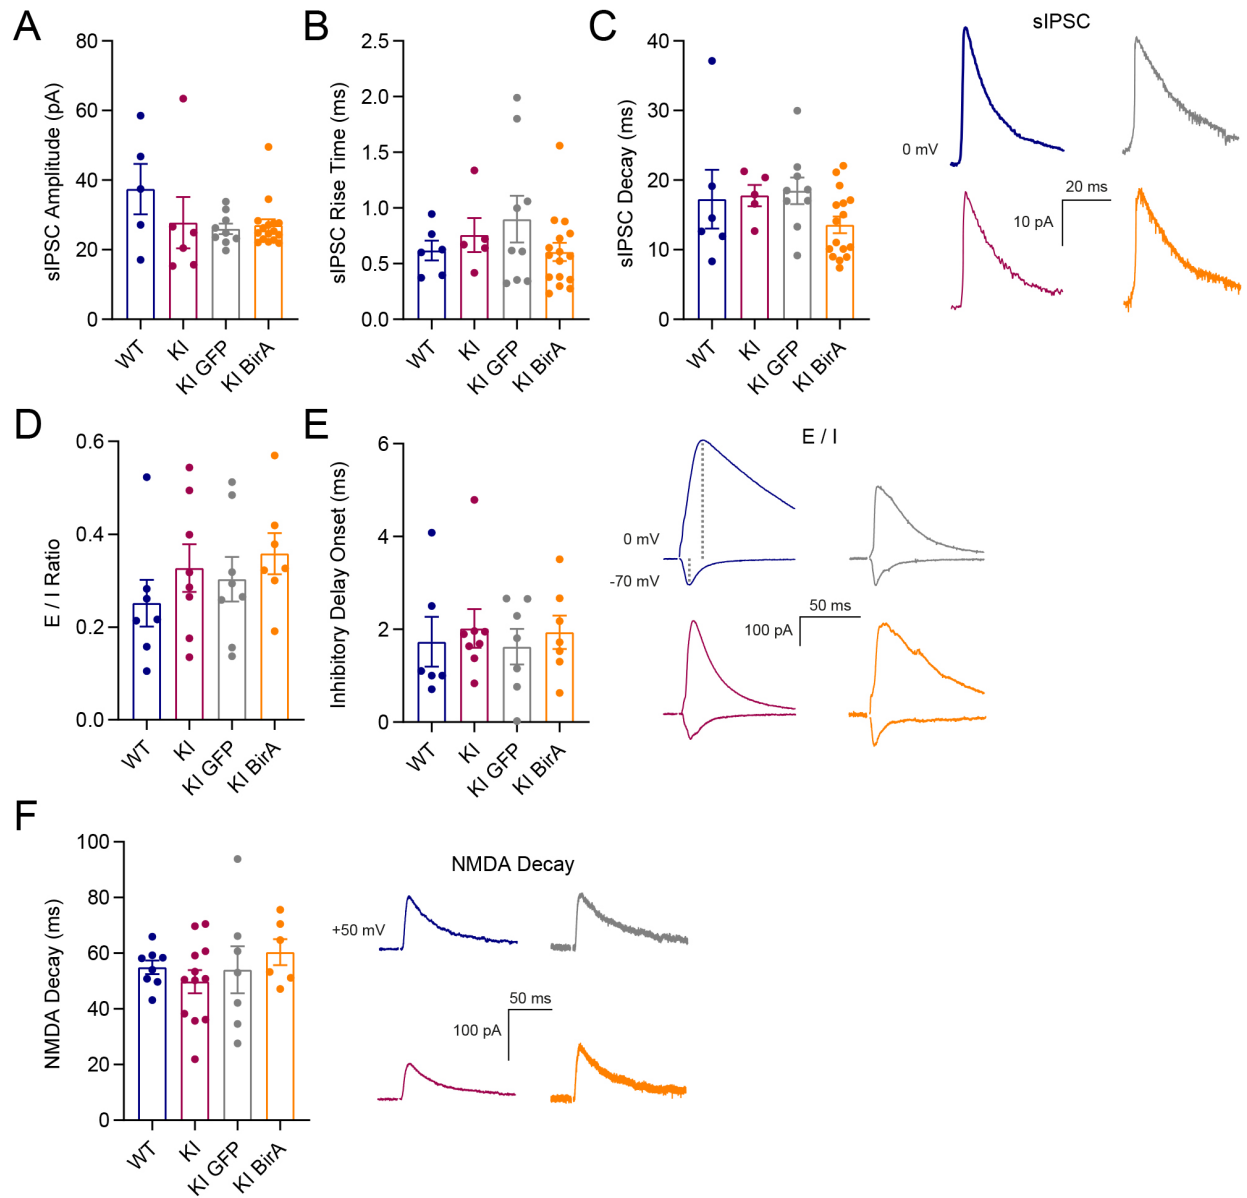 A
sIPSC Amplitude (pA)
80
60
40
20
0
WT
KI
KI GFP
KI BirA
B
sIPSC Rise Time (ms)
2.5
2.0
1.5
1.0
0.5
0.0
WT
KI
KI GFP
KI BirA
C
sIPSC Decay (ms)
40
30
20
10
0
WT
KI
KI GFP
KI BirA
sIPSC
0 mV
20 ms
10 pA
D
E / I Ratio
0.6
0.4
0.2
0.0
WT
KI
KI GFP
KI BirA
E
Inhibitory Delay Onset (ms)
6
4
2
0
WT
KI
KI GFP
KI BirA
E / I
0 mV
-70 mV
50 ms
100 pA
F
NMDA Decay (ms)
100
80
60
40
20
0
WT
KI
KI GFP
KI BirA
NMDA Decay
+50 mV
50 ms
100 pA